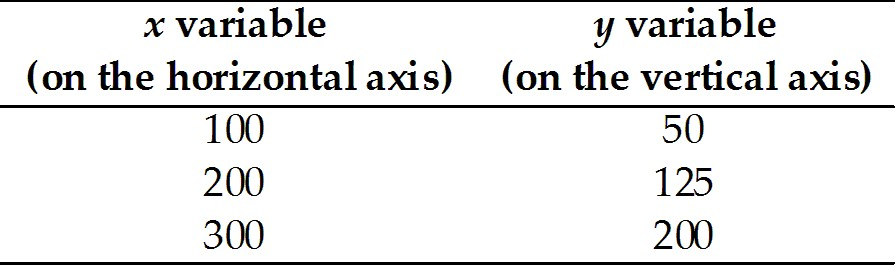 x variable y variable
(on the horizontal axis) (on the vertical axis)
100 50
200 125
300 200